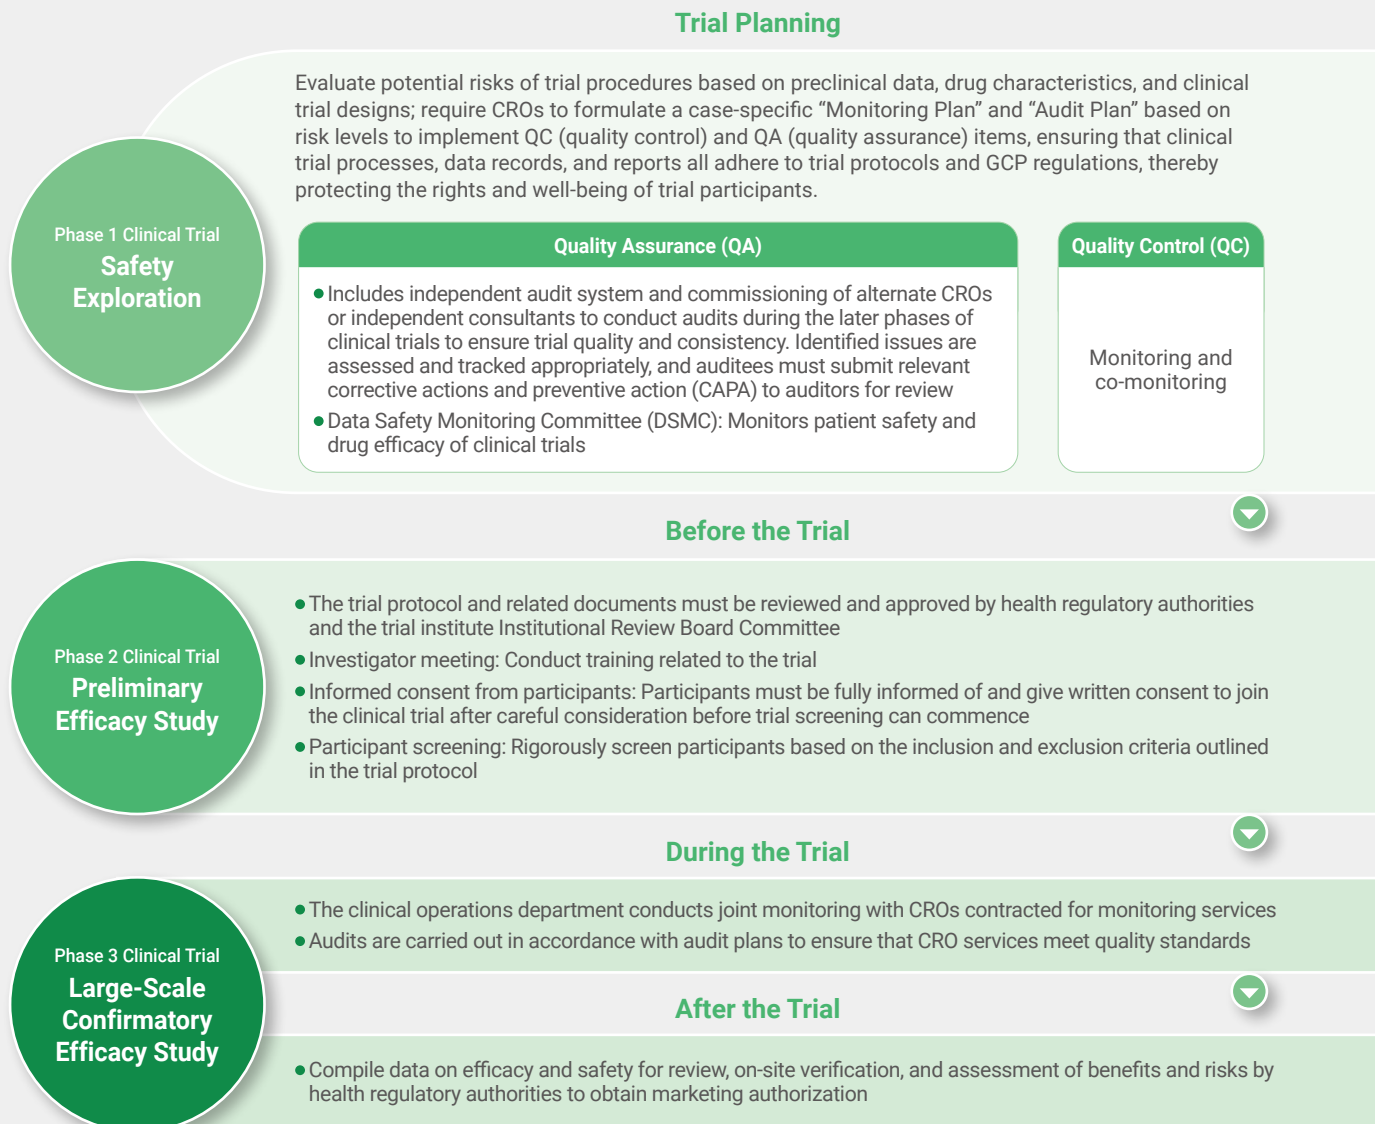 Trial Planning
Evaluate potential risks of trial procedures based on preclinical data, drug characteristics, and clinical
trial designs; require CROs to formulate a case-specific “Monitoring Plan” and “Audit Plan” based on
risk levels to implement QC (quality control) and QA (quality assurance) items, ensuring that clinical
trial processes, data records, and reports all adhere to trial protocols and GCP regulations, thereby
protecting the rights and well-being of trial participants.
Phase 1 Clinical Trial
Safety
Exploration
Quality Assurance (QA)
• Includes independent audit system and commissioning of alternate CROs
or independent consultants to conduct audits during the later phases of
clinical trials to ensure trial quality and consistency. Identified issues are
assessed and tracked appropriately, and auditees must submit relevant
corrective actions and preventive action (CAPA) to auditors for review
• Data Safety Monitoring Committee (DSMC): Monitors patient safety and
drug efficacy of clinical trials
Quality Control (QC)
Monitoring and
co-monitoring
Before the Trial
Phase 2 Clinical Trial
Preliminary
Efficacy Study
• The trial protocol and related documents must be reviewed and approved by health regulatory authorities
and the trial institute Institutional Review Board Committee
• Investigator meeting: Conduct training related to the trial
• Informed consent from participants: Participants must be fully informed of and give written consent to join
the clinical trial after careful consideration before trial screening can commence
• Participant screening: Rigorously screen participants based on the inclusion and exclusion criteria outlined
in the trial protocol
During the Trial
Phase 3 Clinical Trial
Large-Scale
Confirmatory
Efficacy Study
• The clinical operations department conducts joint monitoring with CROs contracted for monitoring services
• Audits are carried out in accordance with audit plans to ensure that CRO services meet quality standards
After the Trial
• Compile data on efficacy and safety for review, on-site verification, and assessment of benefits and risks by
health regulatory authorities to obtain marketing authorization